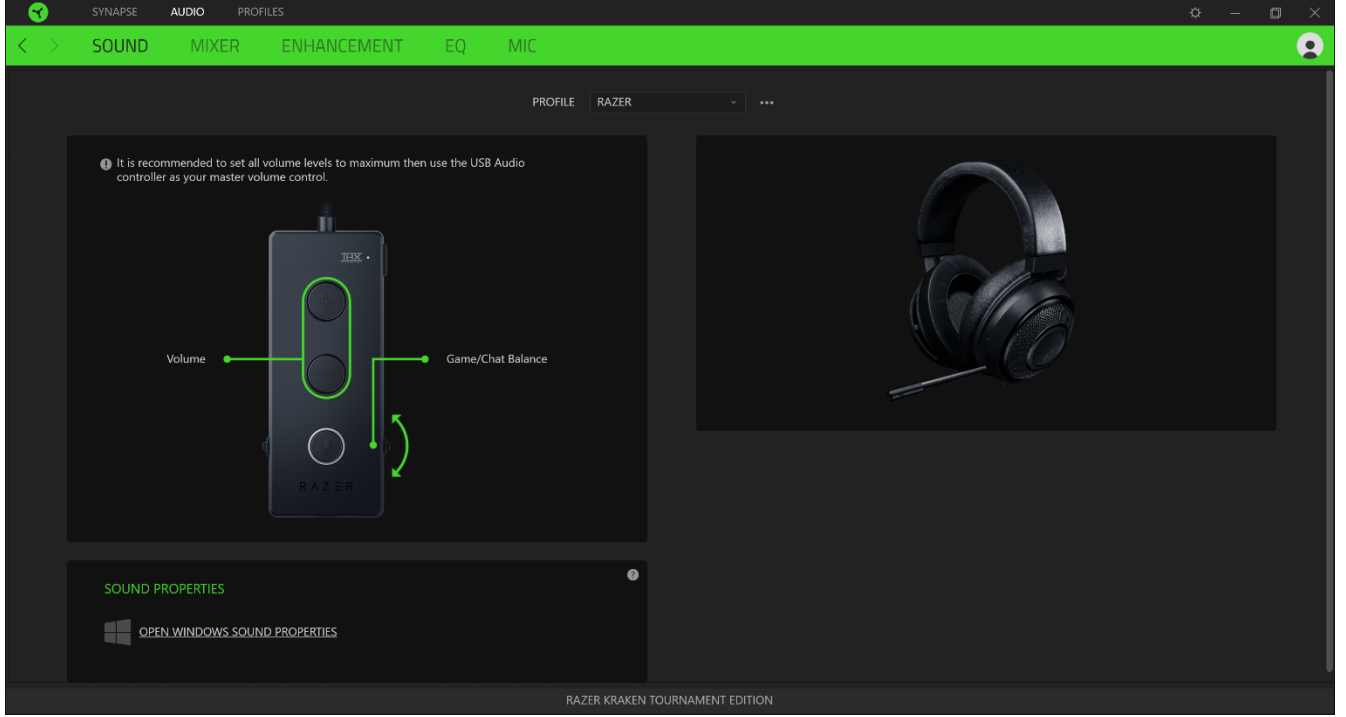 SYNAPSE AUDIO PROFILES
SOUND MIXER ENHANCEMENT EQ MIC
PROFILE RAZER
It is recommended to set all volume levels to maximum then use the USB Audio
controller as your master volume control.
THX
Volume
Game/Chat Balance
RAZER
SOUND PROPERTIES
OPEN WINDOWS SOUND PROPERTIES
RAZER KRAKEN TOURNAMENT EDITION